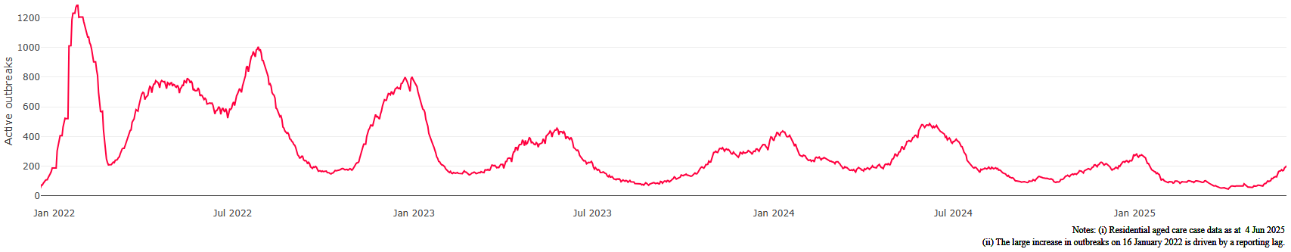 1200
1000
800
600
400
200
0
Active outbreaks
Jan 2022 Jul 2022 Jan 2023 Jul 2023 Jan 2024 Jul 2024 Jan 2025
Notes: (i) Residential aged care case data as at 4 Jun 2025
(ii) The large increase in outbreaks on 16 January 2022 is driven by a reporting lag.